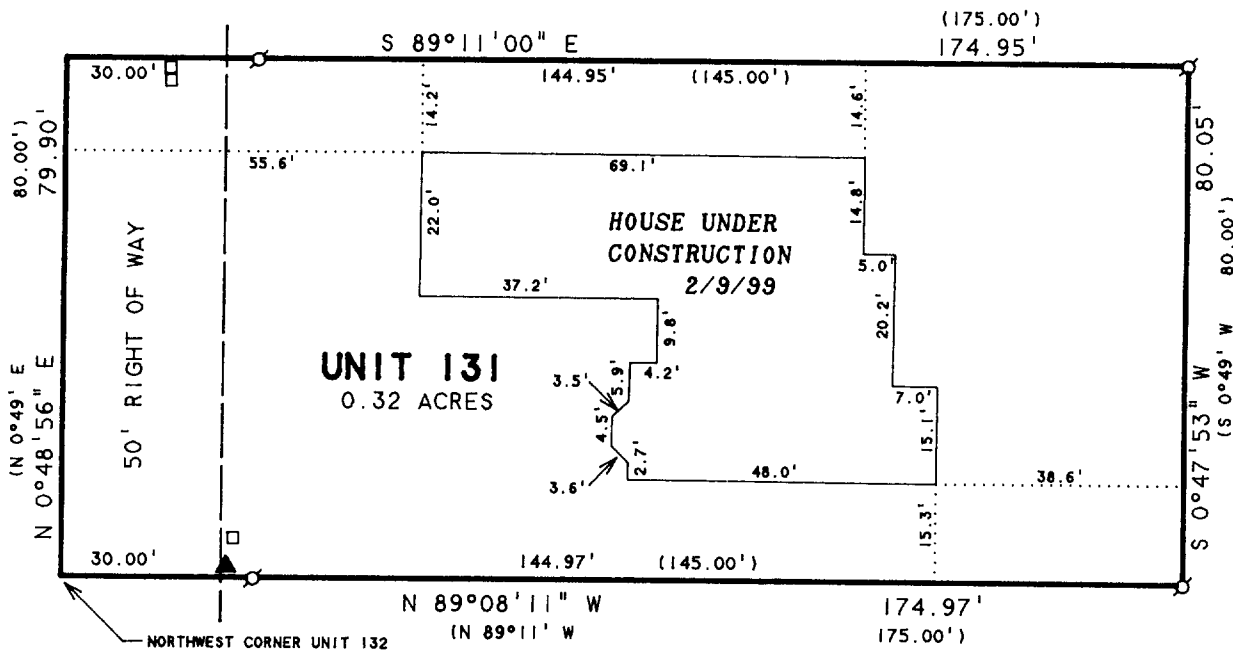 (175.00')
S 89°11'00" E
174.95'
30.00'
144.95' (145.00')
80.00')
79.90'
14.2'
14.6'
80.05'
80.00')
55.6'
69.1'
22.0'
14.8'
HOUSE UNDER
CONSTRUCTION
2/9/99
5.0'
37.2'
20.2'
9.8'
50' RIGHT OF WAY
UNIT 131
0.32 ACRES
3.5'
5.9'
4.2'
7.0'
4.5'
15.1'
2.7'
3.6'
48.0'
38.6'
(N 0°49' E
N 0°48'56" E
S 0°47'53" W
(S 0°49' W
15.3'
30.00'
144.97' (145.00')
N 89°08'11" W
174.97'
(N 89°11' W
(175.00')
NORTHWEST CORNER UNIT 132